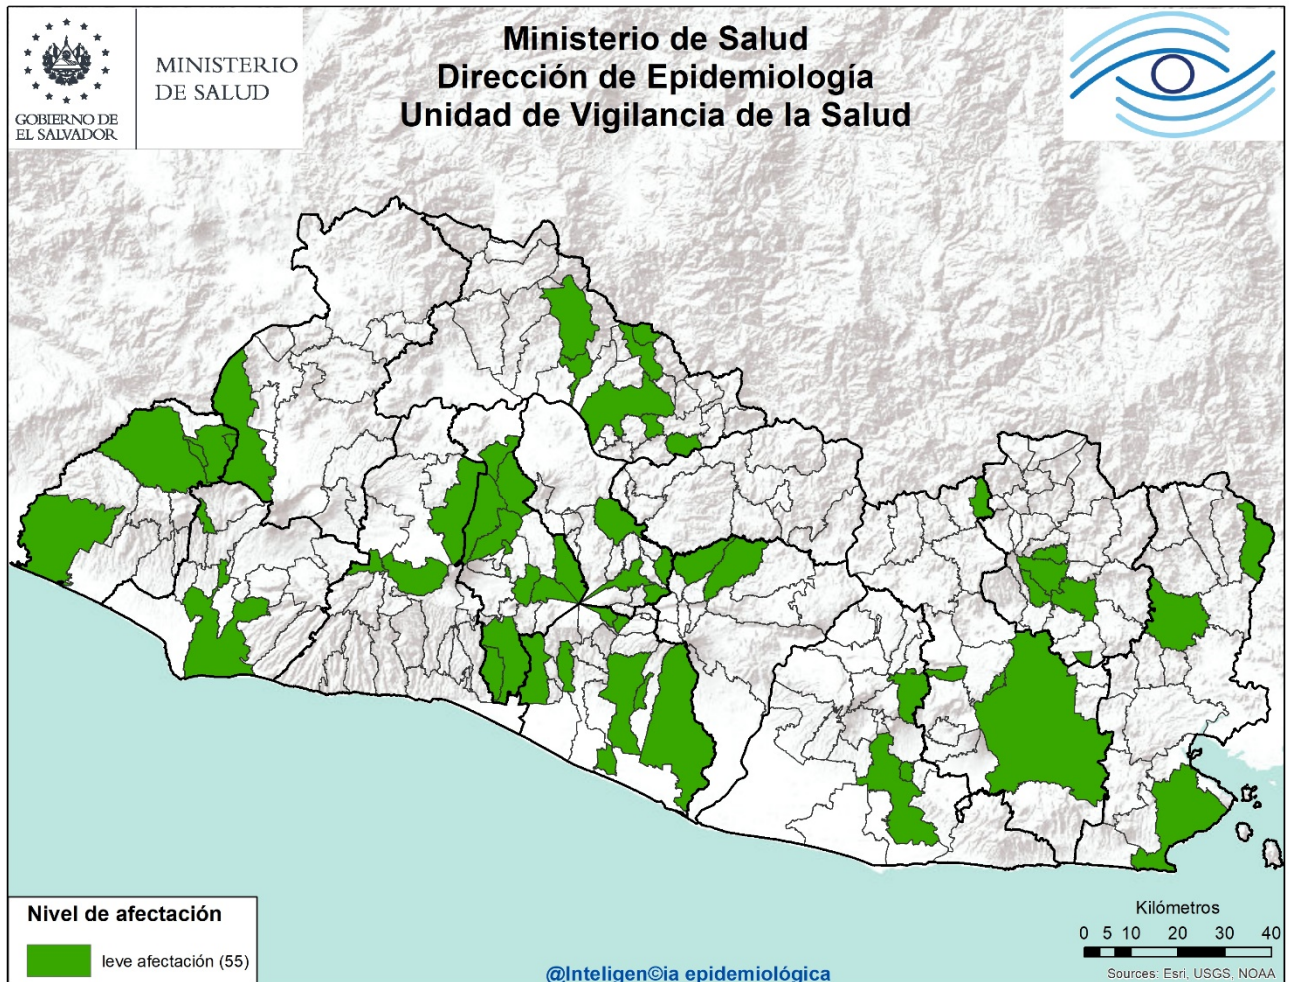 MINISTERIO
DE SALUD
GOBIERNO DE
EL SALVADOR
Ministerio de Salud
Dirección de Epidemiología
Unidad de Vigilancia de la Salud
Nivel de afectación
leve afectación (55)
@Inteligen©ia epidemiológica
Kilómetros
0 5 10 20 30 40
Sources: Esri, USGS, NOAA